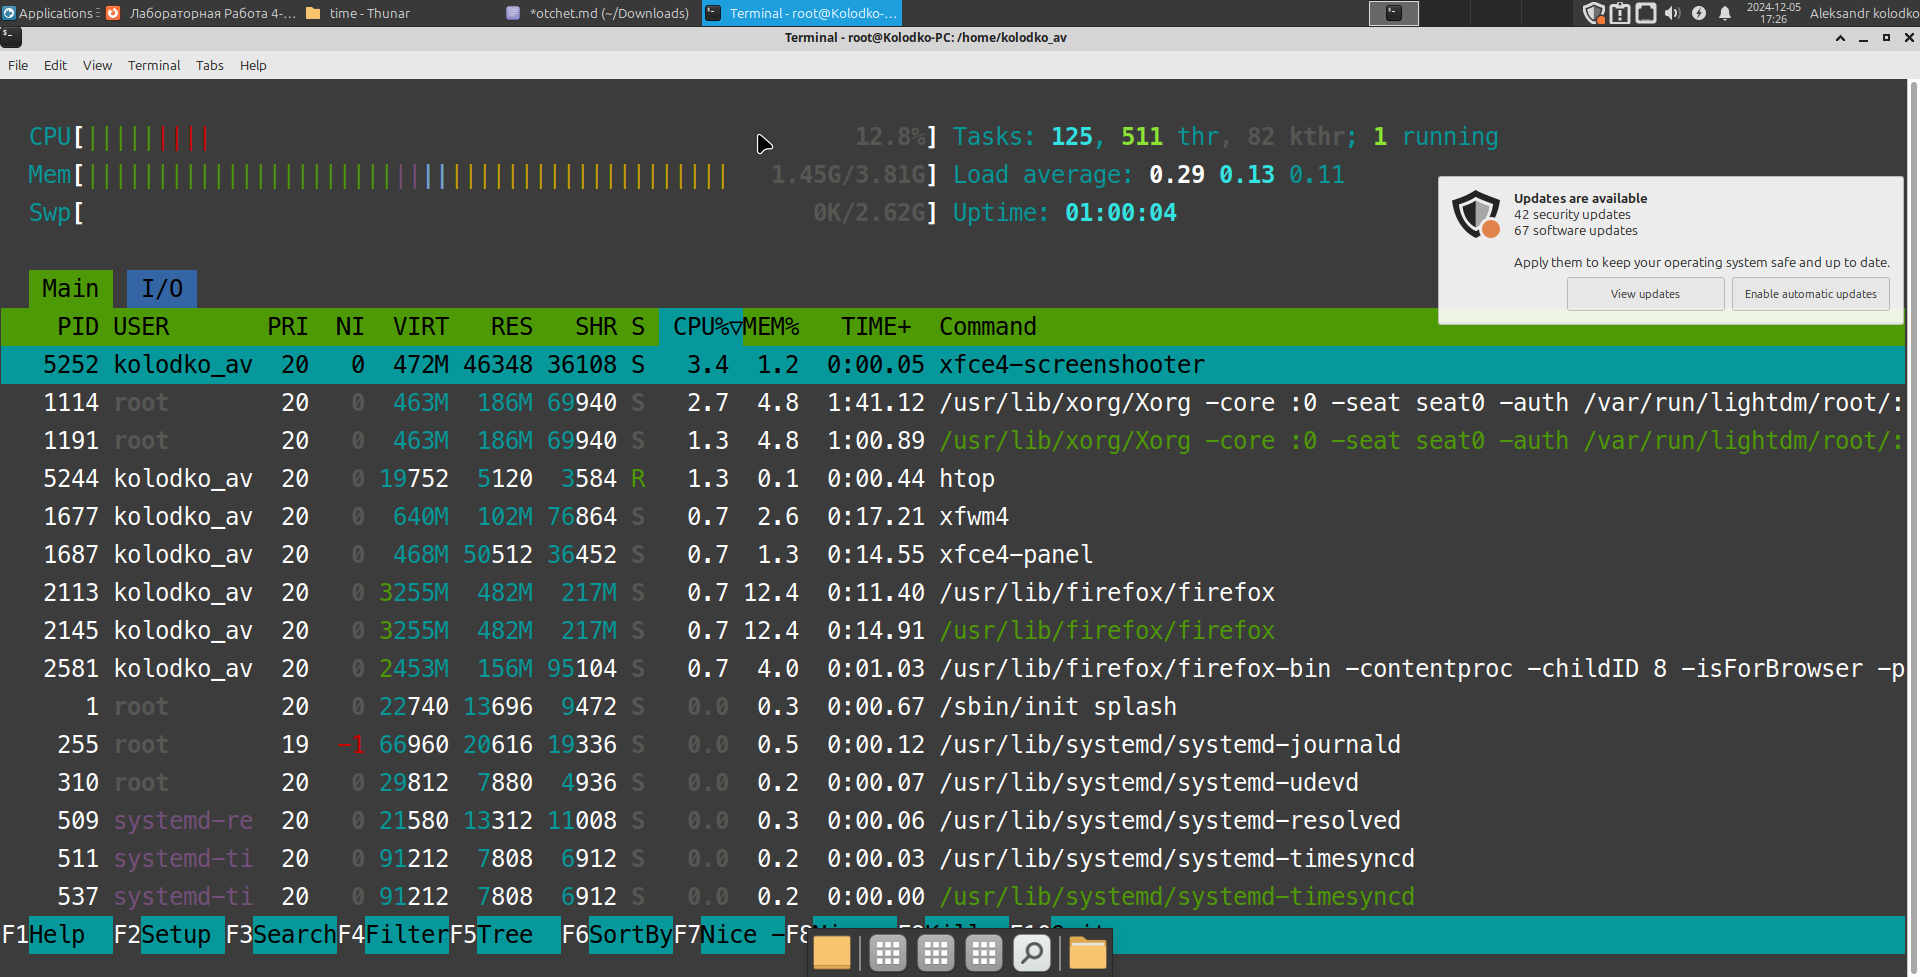 Applications Лабораторная Работа 4-... time - Thunar *otchet.md (~/Downloads) Terminal - root@Kolodko-... 2024-12-05 17:26 Aleksandr kolodko
Terminal - root@Kolodko-PC: /home/kolodko_av
File Edit View Terminal Tabs Help
CPU[||||||||| 12.8%] Tasks: 125, 511 thr, 82 kthr; 1 running
Mem[|||||||||||||||||||||||||||||||||||||||||||||| 1.45G/3.81G] Load average: 0.29 0.13 0.11
Swp[ 0K/2.62G] Uptime: 01:00:04
Updates are available
42 security updates
67 software updates
Apply them to keep your operating system safe and up to date.
View updates Enable automatic updates
Main I/O
PID USER PRI NI VIRT RES SHR S CPU%▽MEM% TIME+ Command
5252 kolodko_av 20 0 472M 46348 36108 S 3.4 1.2 0:00.05 xfce4-screenshooter
1114 root 20 0 463M 186M 69940 S 2.7 4.8 1:41.12 /usr/lib/xorg/Xorg -core :0 -seat seat0 -auth /var/run/lightdm/root/:
1191 root 20 0 463M 186M 69940 S 1.3 4.8 1:00.89 /usr/lib/xorg/Xorg -core :0 -seat seat0 -auth /var/run/lightdm/root/:
5244 kolodko_av 20 0 19752 5120 3584 R 1.3 0.1 0:00.44 htop
1677 kolodko_av 20 0 640M 102M 76864 S 0.7 2.6 0:17.21 xfwm4
1687 kolodko_av 20 0 468M 50512 36452 S 0.7 1.3 0:14.55 xfce4-panel
2113 kolodko_av 20 0 3255M 482M 217M S 0.7 12.4 0:11.40 /usr/lib/firefox/firefox
2145 kolodko_av 20 0 3255M 482M 217M S 0.7 12.4 0:14.91 /usr/lib/firefox/firefox
2581 kolodko_av 20 0 2453M 156M 95104 S 0.7 4.0 0:01.03 /usr/lib/firefox/firefox-bin -contentproc -childID 8 -isForBrowser -p
1 root 20 0 22740 13696 9472 S 0.0 0.3 0:00.67 /sbin/init splash
255 root 19 -1 66960 20616 19336 S 0.0 0.5 0:00.12 /usr/lib/systemd/systemd-journald
310 root 20 0 29812 7880 4936 S 0.0 0.2 0:00.07 /usr/lib/systemd/systemd-udevd
509 systemd-re 20 0 21580 13312 11008 S 0.0 0.3 0:00.06 /usr/lib/systemd/systemd-resolved
511 systemd-ti 20 0 91212 7808 6912 S 0.0 0.2 0:00.03 /usr/lib/systemd/systemd-timesyncd
537 systemd-ti 20 0 91212 7808 6912 S 0.0 0.2 0:00.00 /usr/lib/systemd/systemd-timesyncd
F1Help F2Setup F3SearchF4FilterF5Tree F6SortByF7Nice -F8